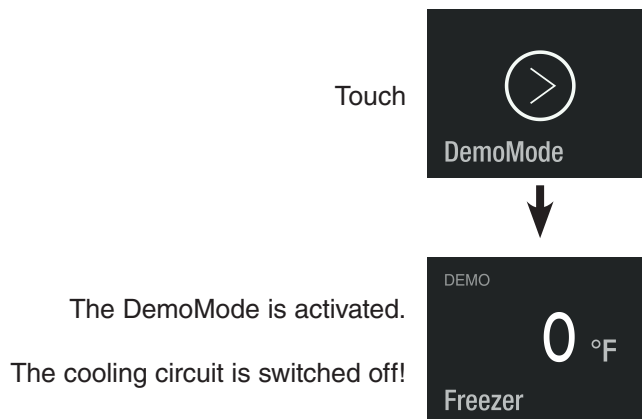 Touch
DemoMode
DEMO
The DemoMode is activated.
0 °F
The cooling circuit is switched off!
Freezer